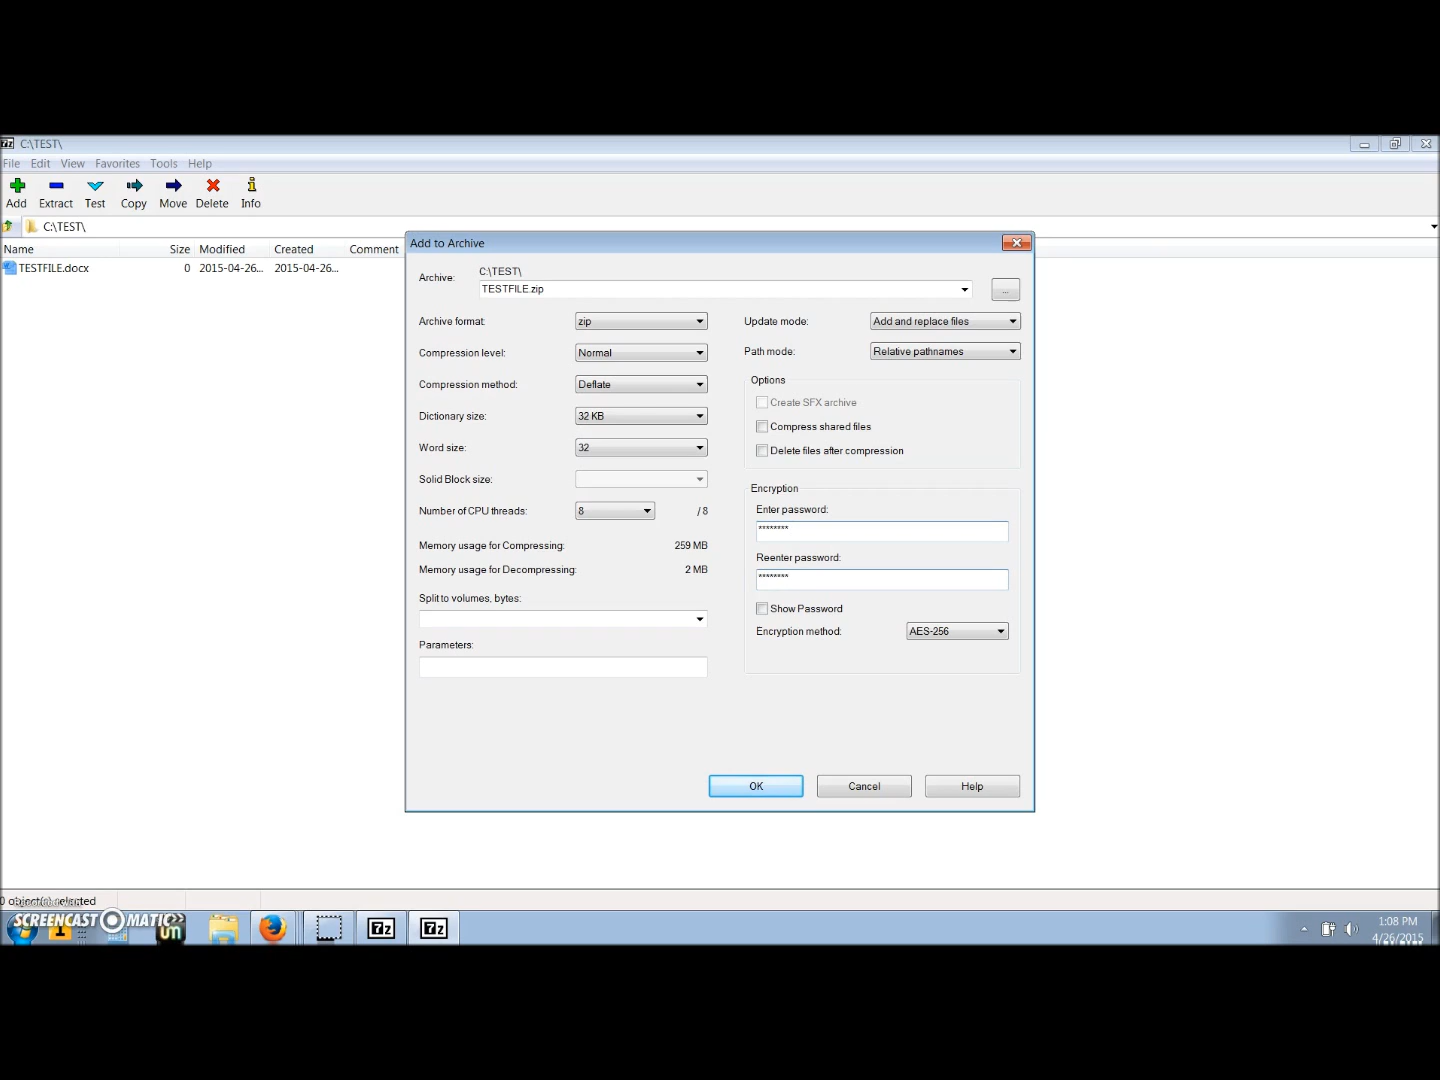 C:\TEST\
File Edit View Favorites Tools Help
Add Extract Test Copy Move Delete Info
C:\TEST\
Name Size Modified Created Comment
TESTFILE.docx 0 2015-04-26... 2015-04-26...
Add to Archive
Archive: C:\TEST\
TESTFILE.zip
...
Archive format: zip
Compression level: Normal
Compression method: Deflate
Dictionary size: 32 KB
Word size: 32
Solid Block size:
Number of CPU threads: 8 / 8
Memory usage for Compressing: 259 MB
Memory usage for Decompressing: 2 MB
Split to volumes, bytes:
Parameters:
Update mode: Add and replace files
Path mode: Relative pathnames
Options
Create SFX archive
Compress shared files
Delete files after compression
Encryption
Enter password:
********
Reenter password:
********
Show Password
Encryption method: AES-256
OK Cancel Help
0 object(s) selected
SCREENCAST MATIC
um
7z 7z
1:08 PM
4/26/2015